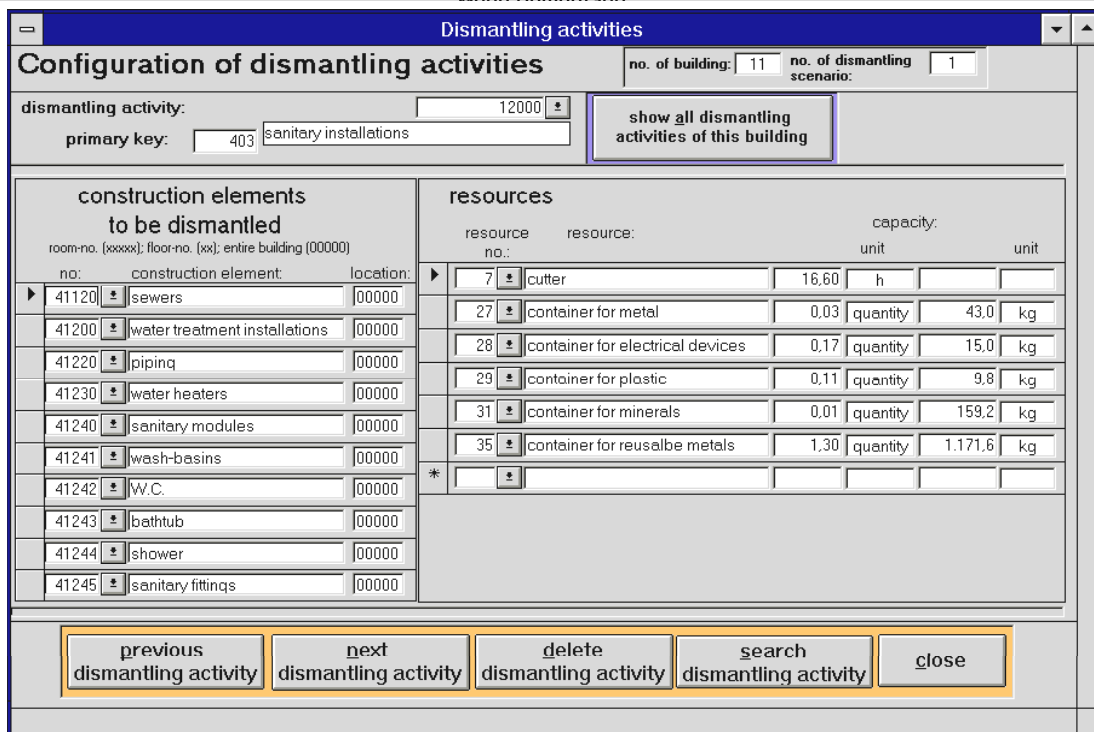 Dismantling activities
Configuration of dismantling activities
no. of building: 11 no. of dismantling scenario: 1
dismantling activity: 12000
primary key: 403 sanitary installations
show all dismantling
activities of this building
construction elements
to be dismantled
room-no. (xxxxx); floor-no. (xx); entire building (00000)
no: construction element: location:
41120 sewers 00000
41200 water treatment installations 00000
41220 piping 00000
41230 water heaters 00000
41240 sanitary modules 00000
41241 wash-basins 00000
41242 W.C. 00000
41243 bathtub 00000
41244 shower 00000
41245 sanitary fittings 00000
resources
capacity:
resource no.: resource: unit unit
7 cutter 16,60 h
27 container for metal 0,03 quantity 43,0 kg
28 container for electrical devices 0,17 quantity 15,0 kg
29 container for plastic 0,11 quantity 9,8 kg
31 container for minerals 0,01 quantity 159,2 kg
35 container for reusalbe metals 1,30 quantity 1.171,6 kg
*
previous
dismantling activity
next
dismantling activity
delete
dismantling activity
search
dismantling activity
close